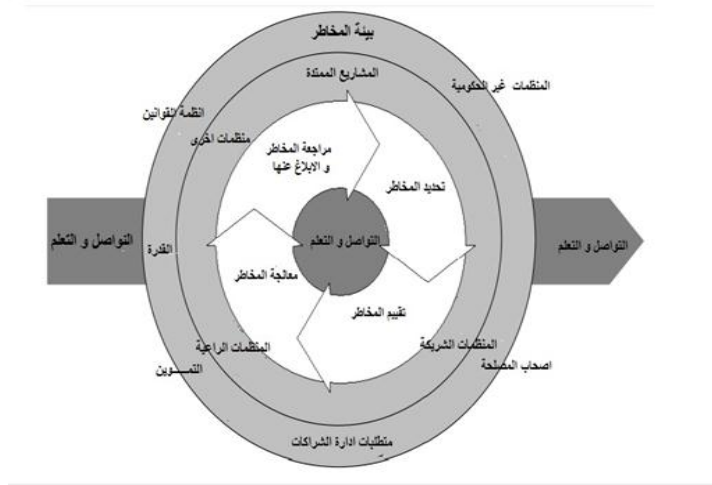 بيئة المخاطر
المشاريع الممتدة
المنظمات غير الحكومية
انظمة القوانين
منظمات اخرى
مراجعة المخاطر
و الابلاغ عنها
تحديد المخاطر
التواصل و التعلم
القدرة
التواصل و التعلم
التواصل و التعلم
معالجة المخاطر
تقييم المخاطر
المنظمات الراعية
المنظمات الشريكة
التمـــوين
اصحاب المصلحة
متطلبات ادارة الشراكات